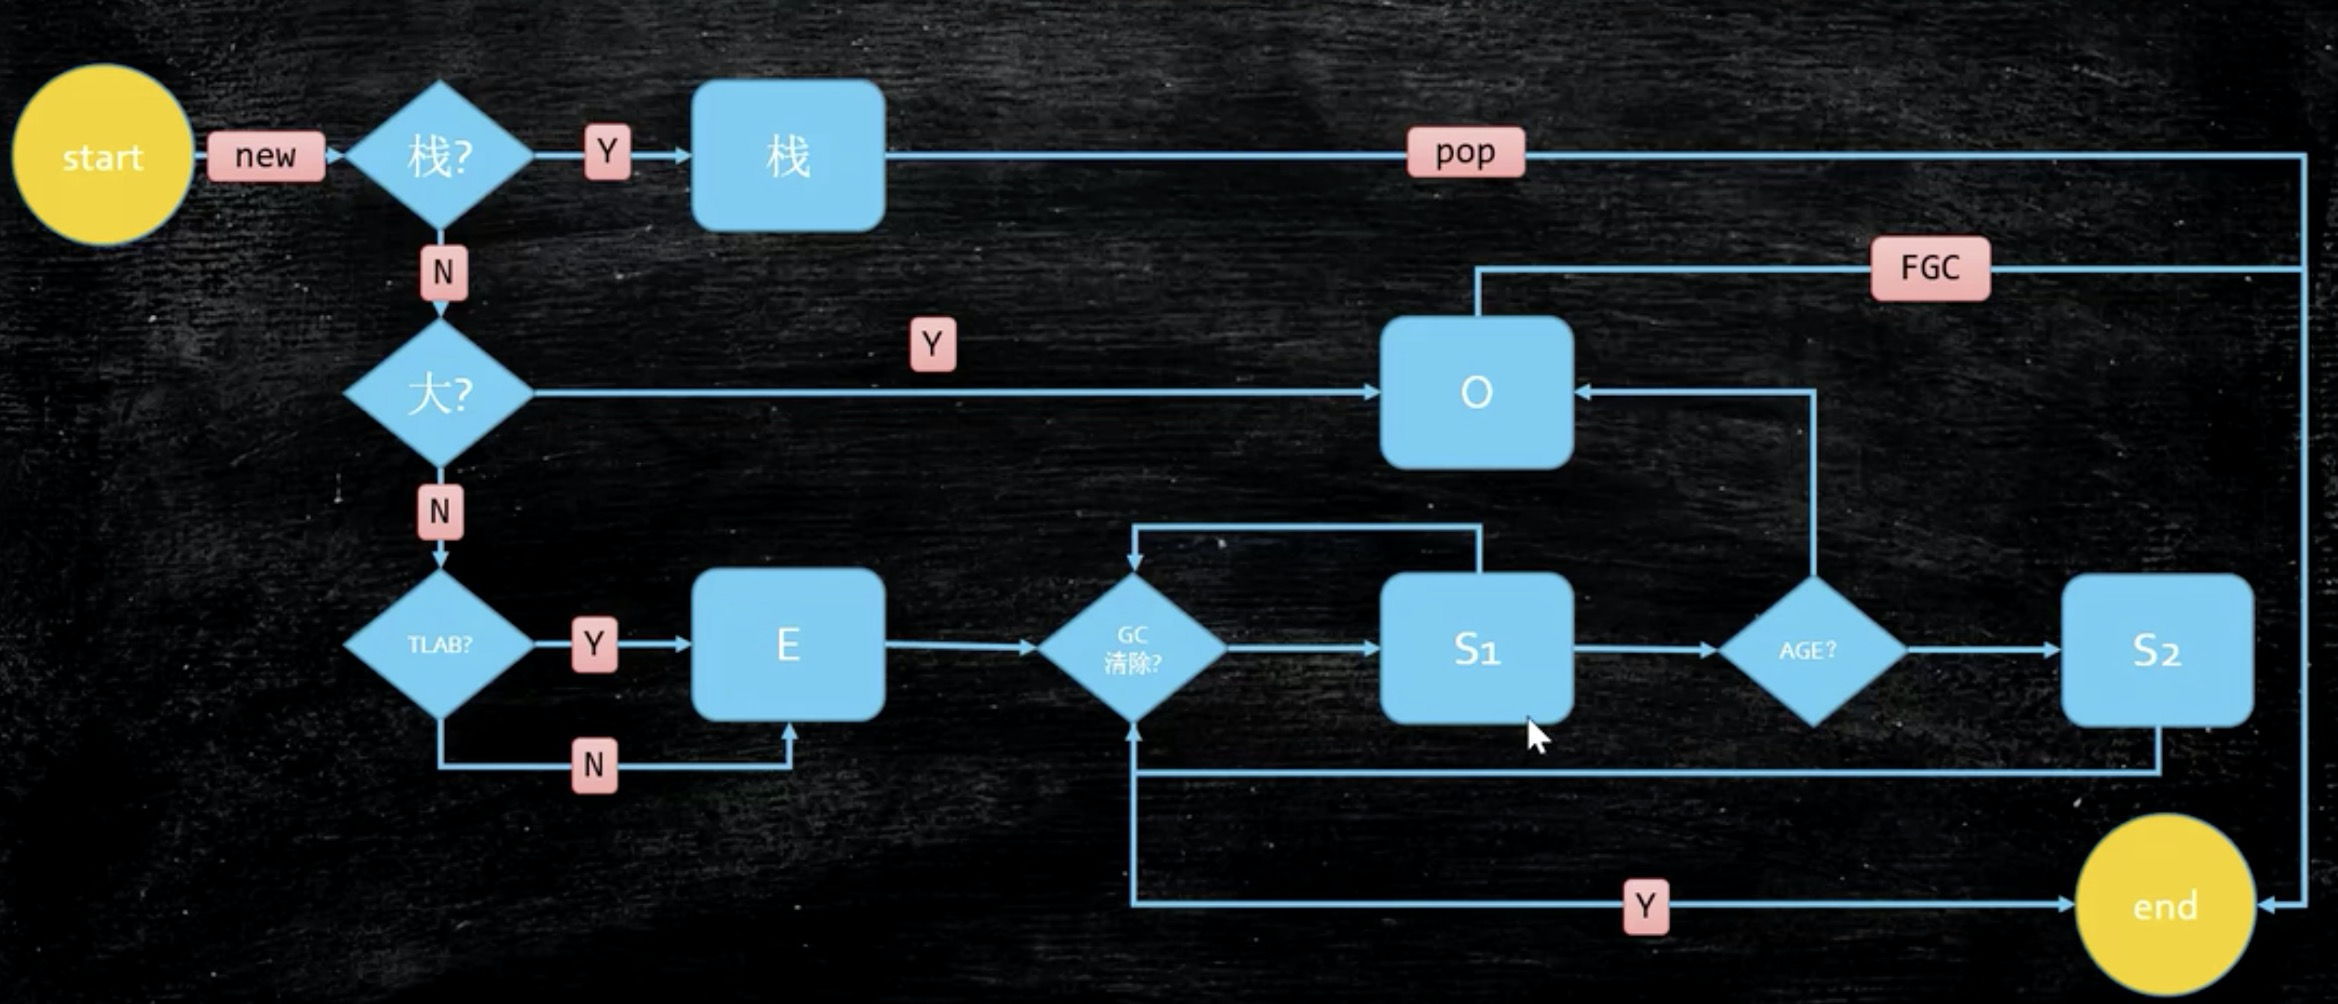 start
new
栈?
Y
栈
pop
N
FGC
Y
大?
O
N
TLAB?
Y
E
GC
清除?
S1
AGE?
S2
N
Y
end